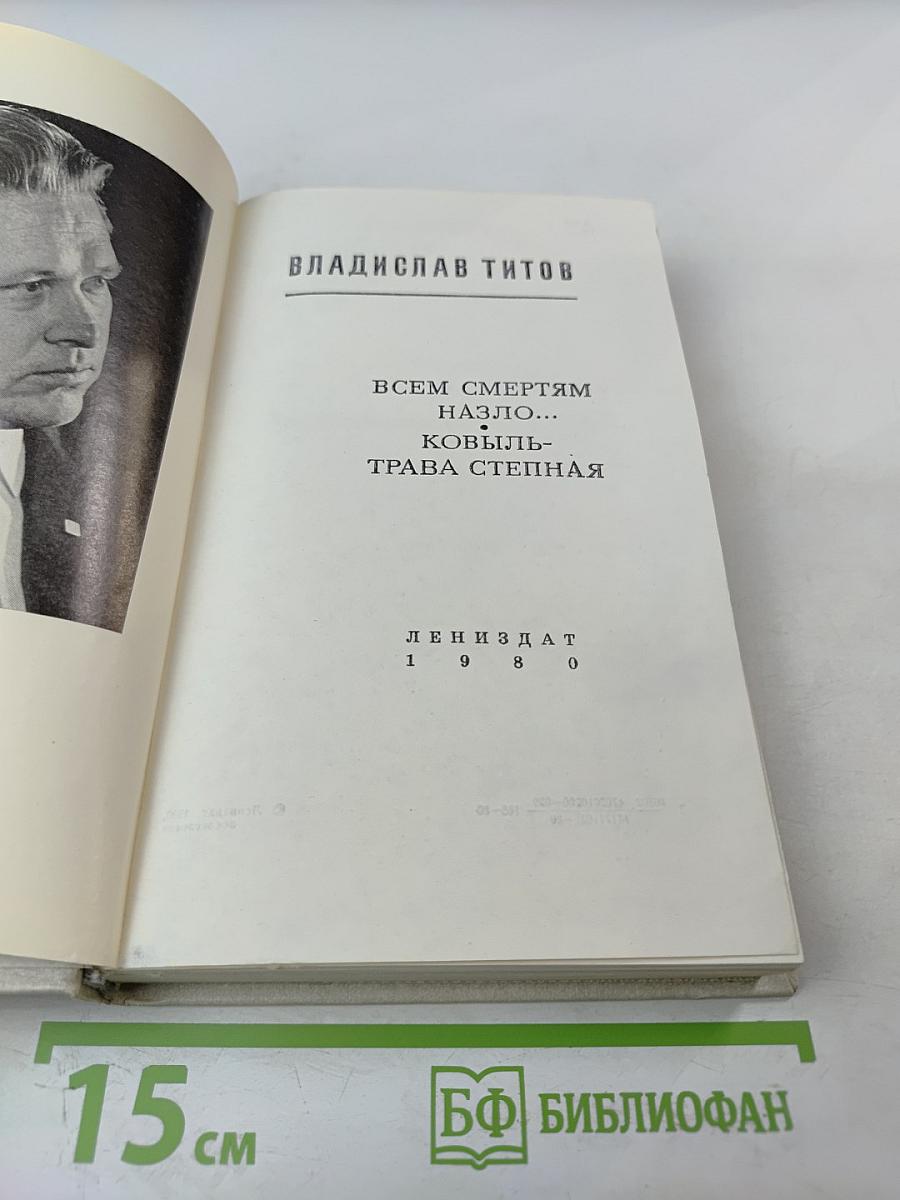 ВЛАДИСЛАВ ТИТОВ
ВСЕМ СМЕРТЯМ
НАЗЛО...
КОВЫЛЬ-
ТРАВА СТЕПНАЯ
ЛЕНИЗДАТ
1980
15 см
БФ БИБЛИОФАН